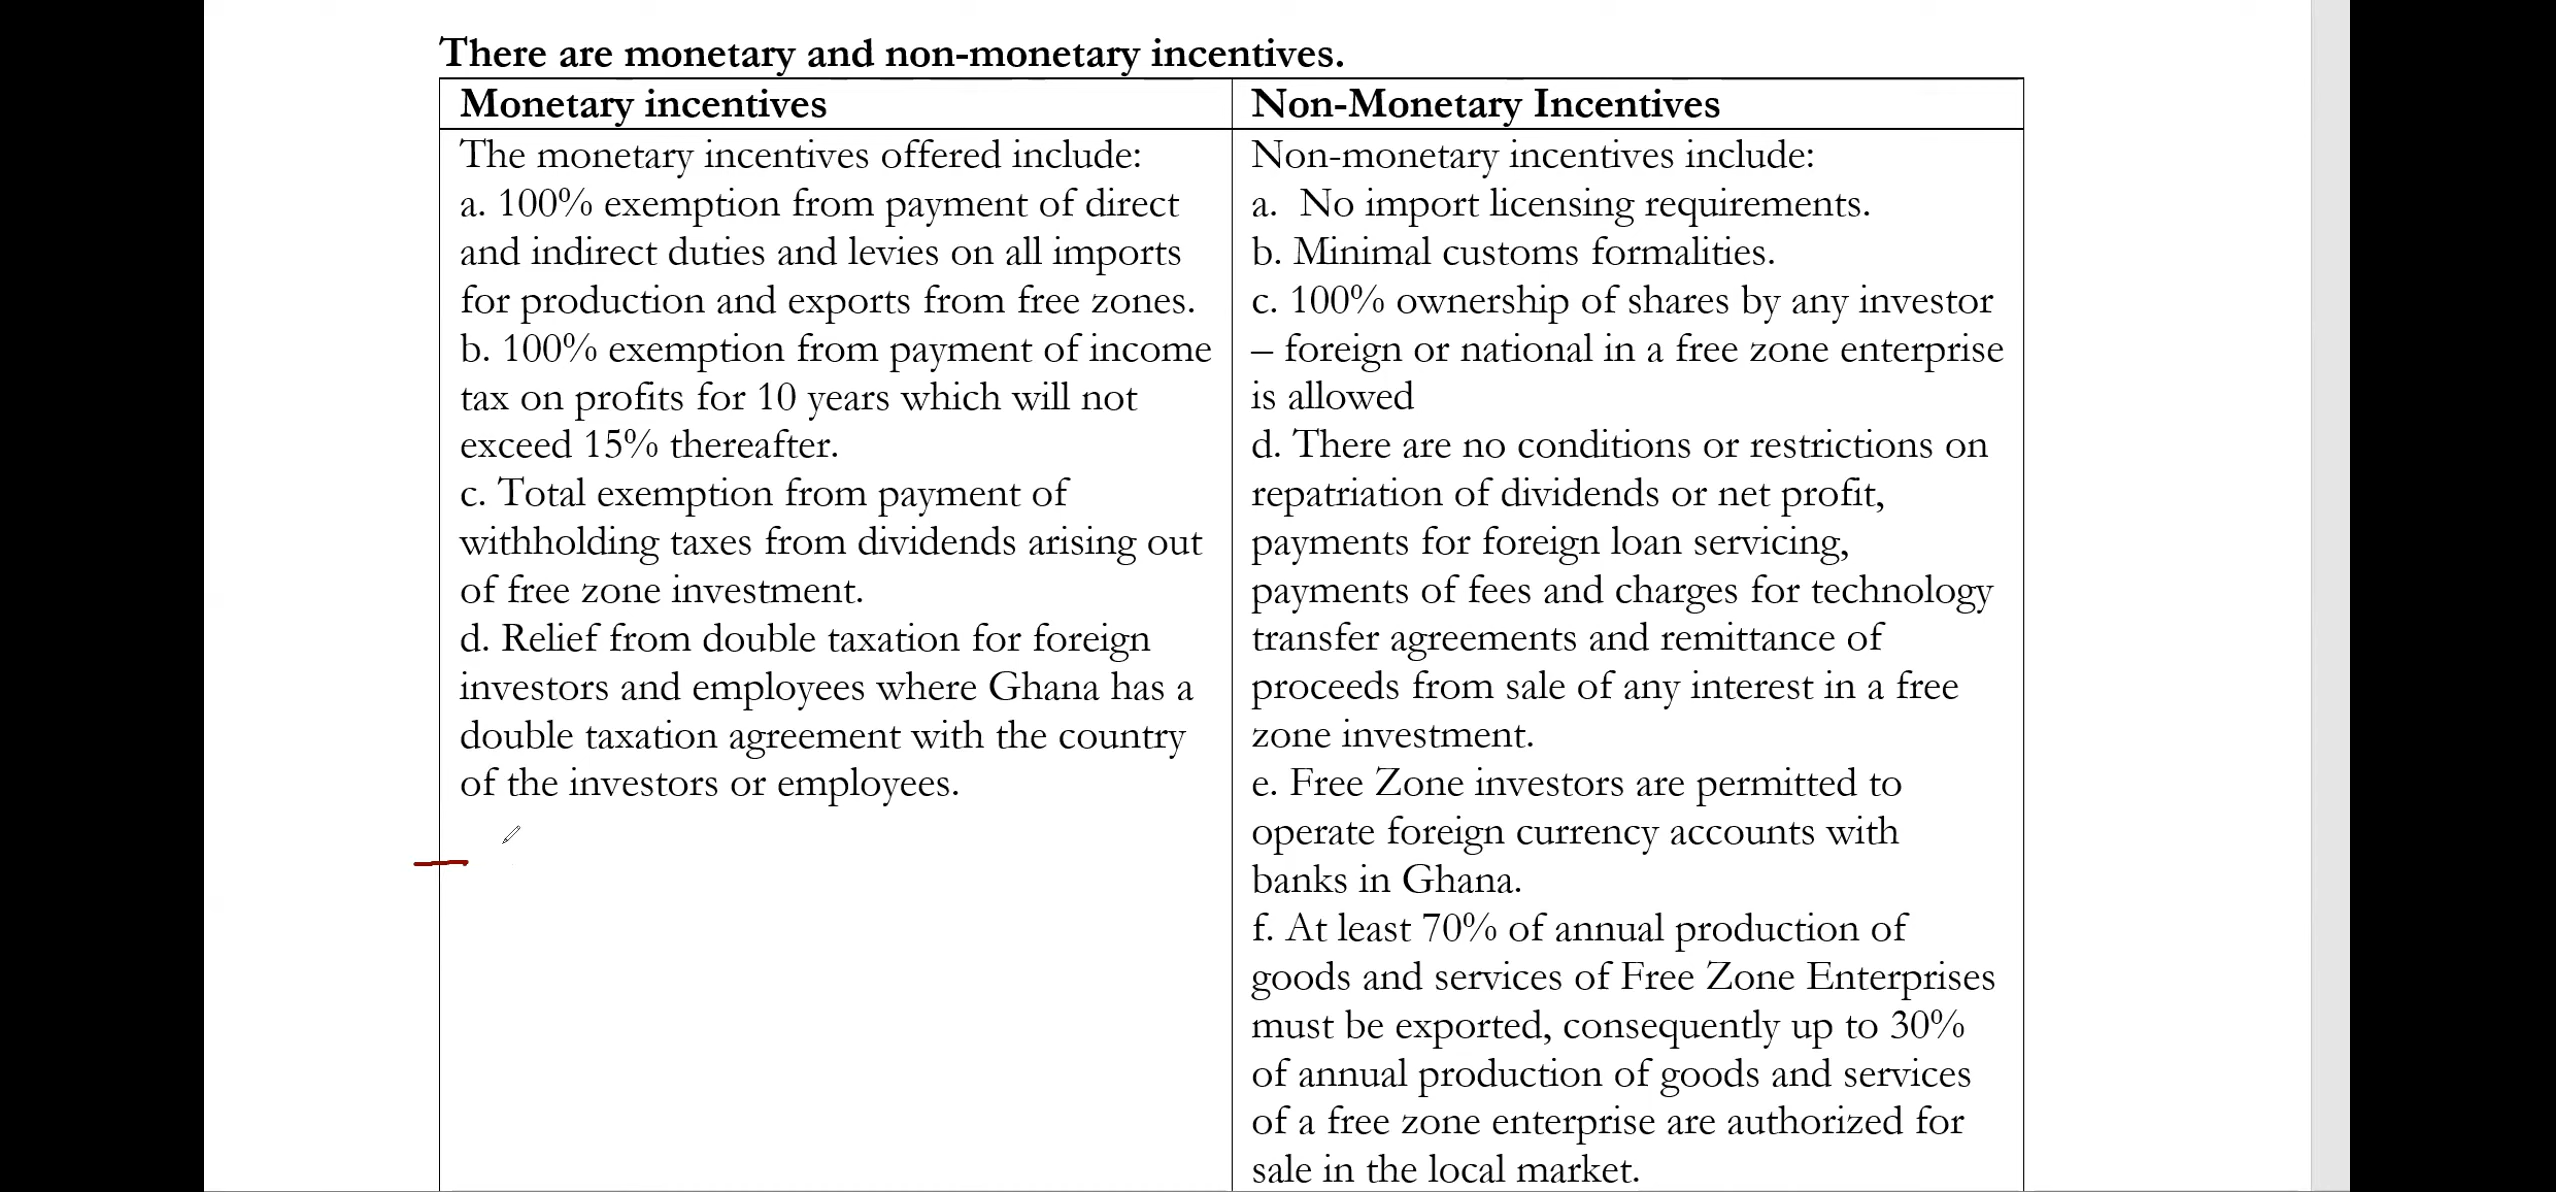 There are monetary and non-monetary incentives.
Monetary incentives
The monetary incentives offered include:
a. 100% exemption from payment of direct
and indirect duties and levies on all imports
for production and exports from free zones.
b. 100% exemption from payment of income
tax on profits for 10 years which will not
exceed 15% thereafter.
c. Total exemption from payment of
withholding taxes from dividends arising out
of free zone investment.
d. Relief from double taxation for foreign
investors and employees where Ghana has a
double taxation agreement with the country
of the investors or employees.
Non-Monetary Incentives
Non-monetary incentives include:
a. No import licensing requirements.
b. Minimal customs formalities.
c. 100% ownership of shares by any investor
– foreign or national in a free zone enterprise
is allowed
d. There are no conditions or restrictions on
repatriation of dividends or net profit,
payments for foreign loan servicing,
payments of fees and charges for technology
transfer agreements and remittance of
proceeds from sale of any interest in a free
zone investment.
e. Free Zone investors are permitted to
operate foreign currency accounts with
banks in Ghana.
f. At least 70% of annual production of
goods and services of Free Zone Enterprises
must be exported, consequently up to 30%
of annual production of goods and services
of a free zone enterprise are authorized for
sale in the local market.